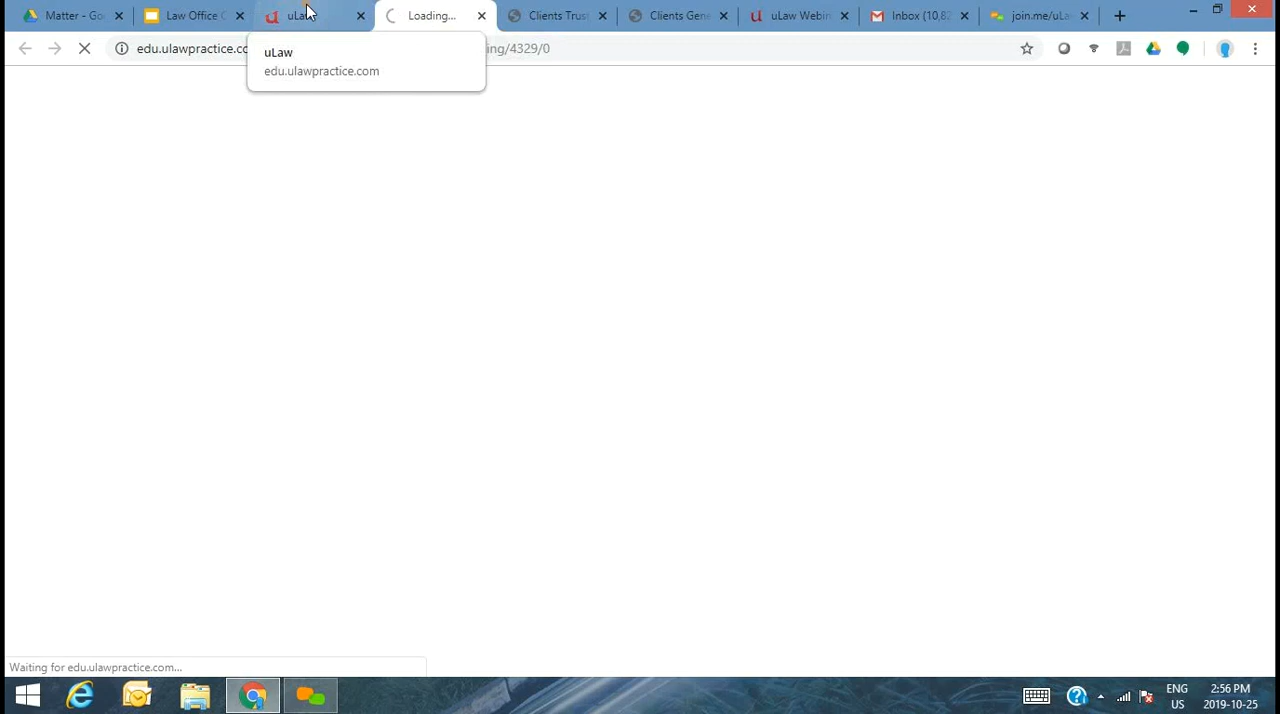 Matter - Go
Law Office C
uLaw
Loading...
Clients Trust
Clients Gene
uLaw Webin
Inbox (10,82
join.me/uLa
edu.ulawpractice.co
ing/4329/0
uLaw
edu.ulawpractice.com
Waiting for edu.ulawpractice.com...
ENG
US
2:56 PM
2019-10-25